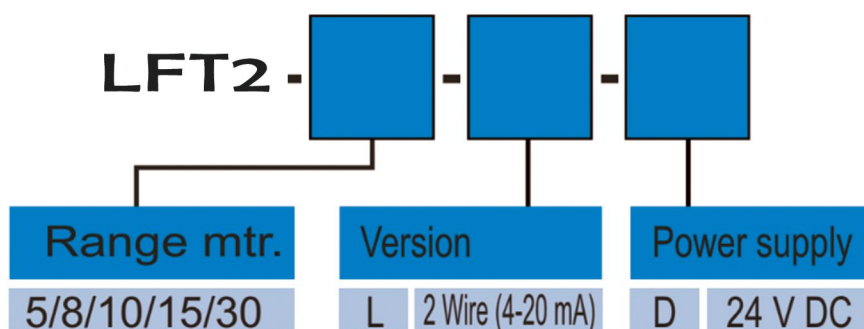 LFT2 - - -
Range mtr. Version Power supply
5/8/10/15/30 L 2 Wire (4-20 mA) D 24 V DC